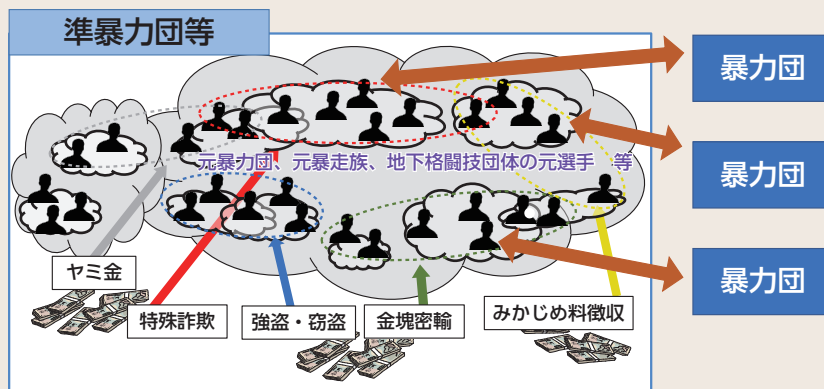 準暴力団等
暴力団
元暴力団、元暴走族、地下格闘技団体の元選手 等
暴力団
暴力団
ヤミ金
特殊詐欺
強盗・窃盗
金塊密輸
みかじめ料徴収